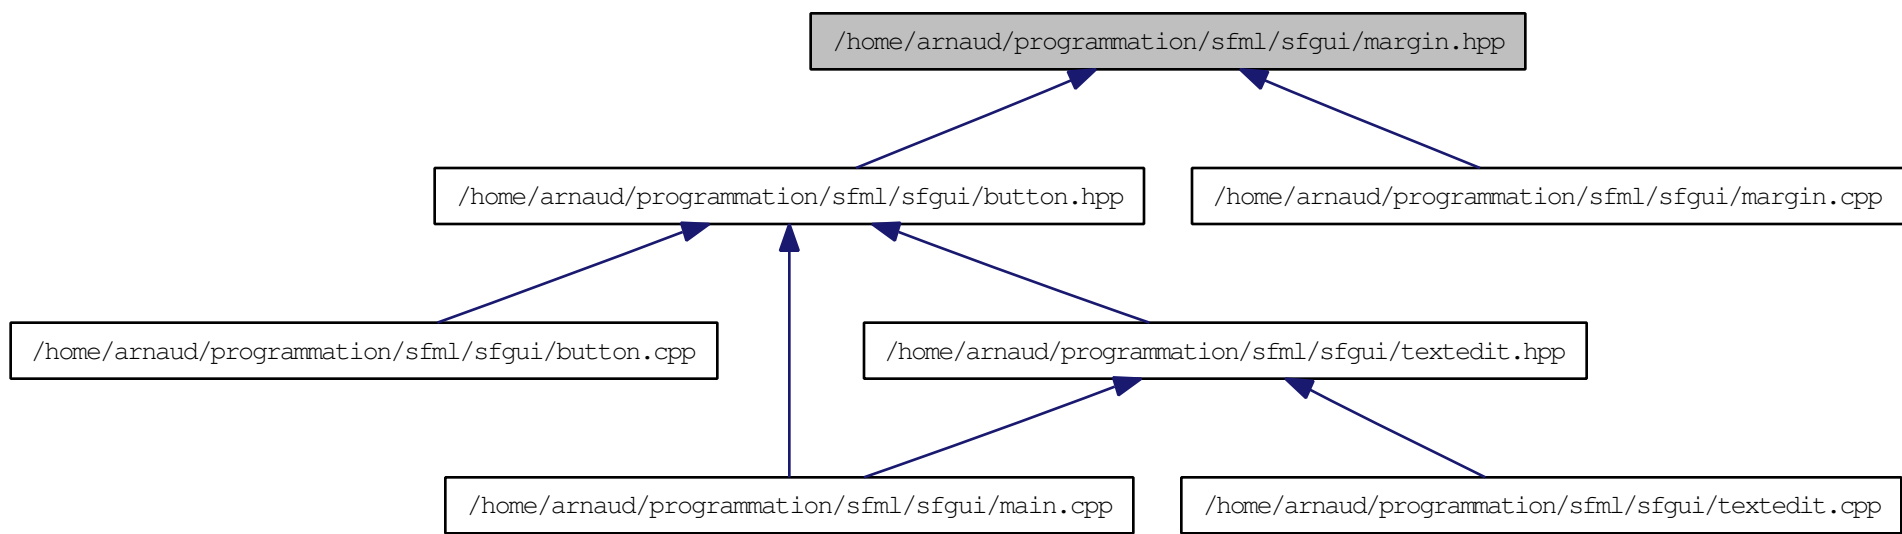 /home/arnaud/programmation/sfml/sfgui/margin.hpp
/home/arnaud/programmation/sfml/sfgui/button.hpp
/home/arnaud/programmation/sfml/sfgui/margin.cpp
/home/arnaud/programmation/sfml/sfgui/button.cpp
/home/arnaud/programmation/sfml/sfgui/textedit.hpp
/home/arnaud/programmation/sfml/sfgui/main.cpp
/home/arnaud/programmation/sfml/sfgui/textedit.cpp